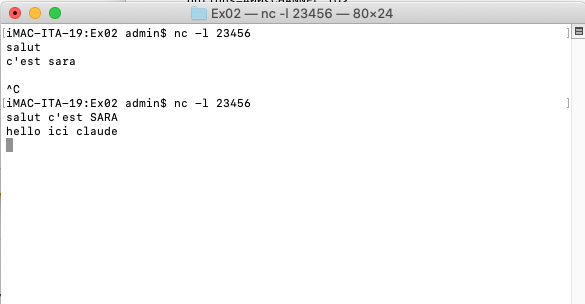 Ex02 — nc -l 23456 — 80×24
[iMAC-ITA-19:Ex02 admin$ nc -l 23456 ]
salut
c'est sara
^C
[iMAC-ITA-19:Ex02 admin$ nc -l 23456 ]
salut c'est SARA
hello ici claude